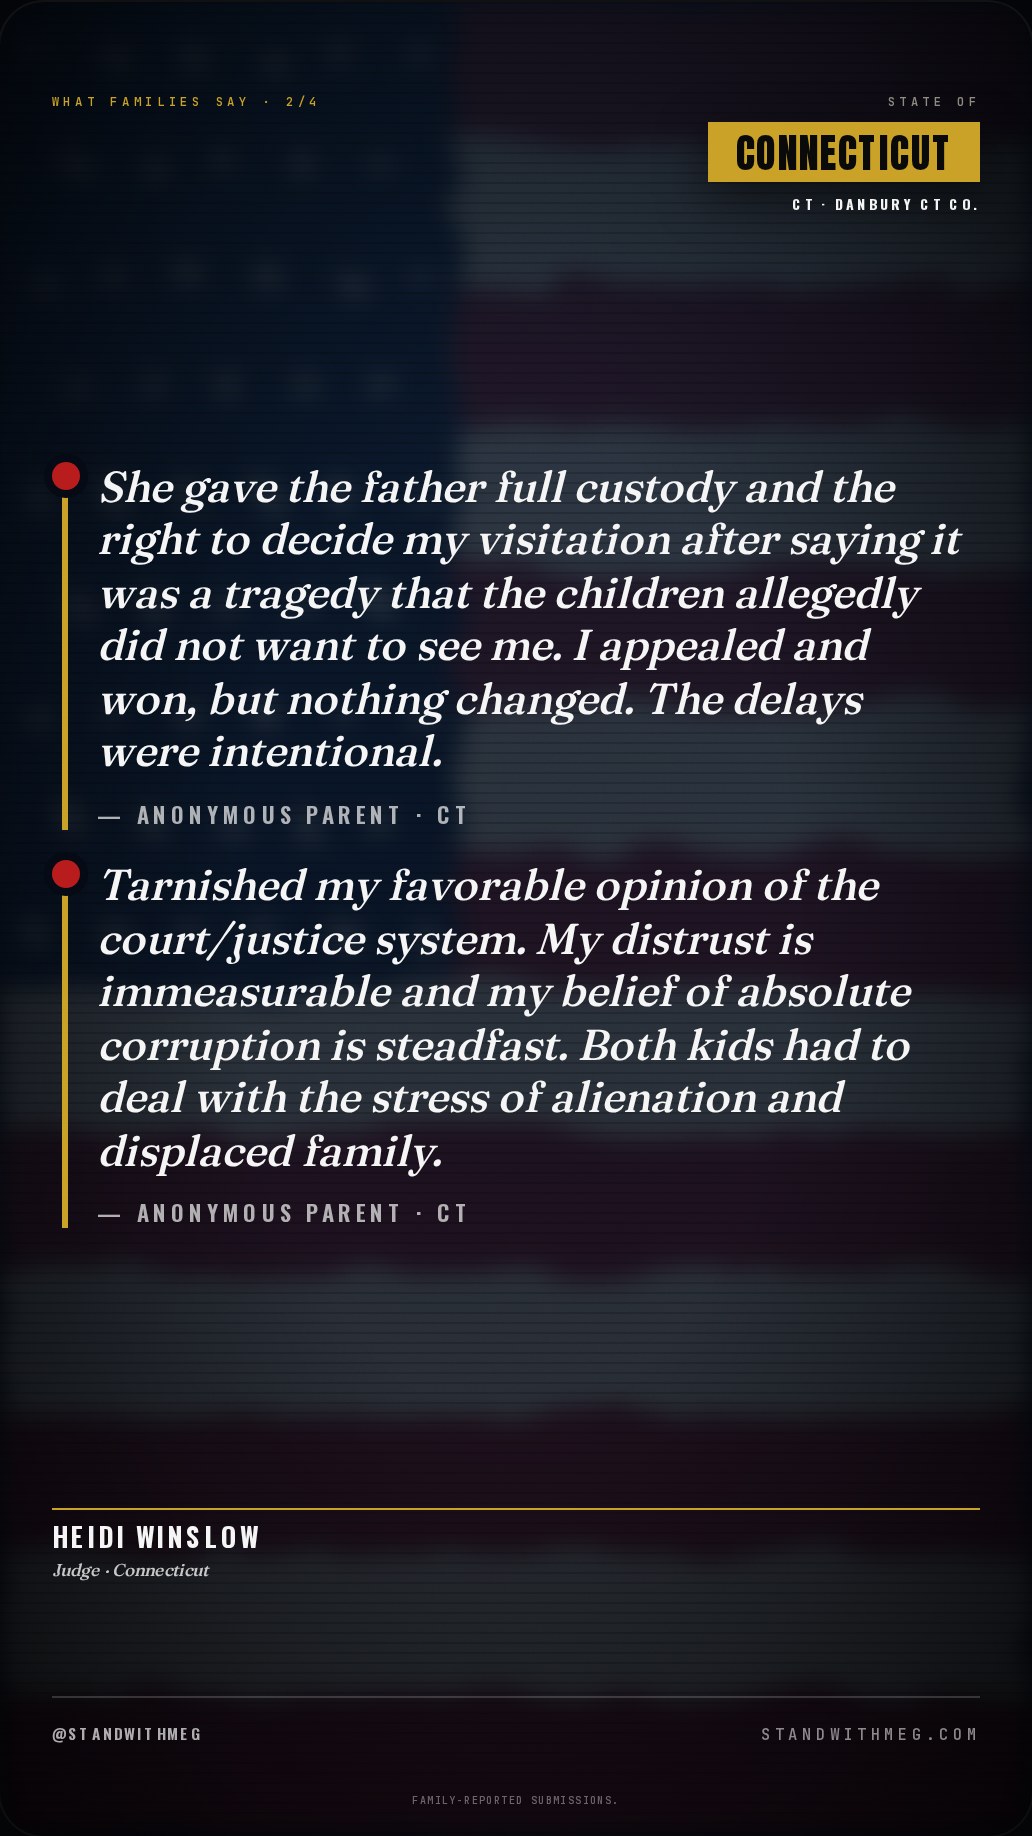 WHAT FAMILIES SAY · 2/4
STATE OF
CONNECTICUT
CT · DANBURY CT CO.
She gave the father full custody and the
right to decide my visitation after saying it
was a tragedy that the children allegedly
did not want to see me. I appealed and
won, but nothing changed. The delays
were intentional.
— ANONYMOUS PARENT · CT
Tarnished my favorable opinion of the
court/justice system. My distrust is
immeasurable and my belief of absolute
corruption is steadfast. Both kids had to
deal with the stress of alienation and
displaced family.
— ANONYMOUS PARENT · CT
HEIDI WINSLOW
Judge · Connecticut
@STANDWITHMEG
STANDWITHMEG.COM
FAMILY-REPORTED SUBMISSIONS.